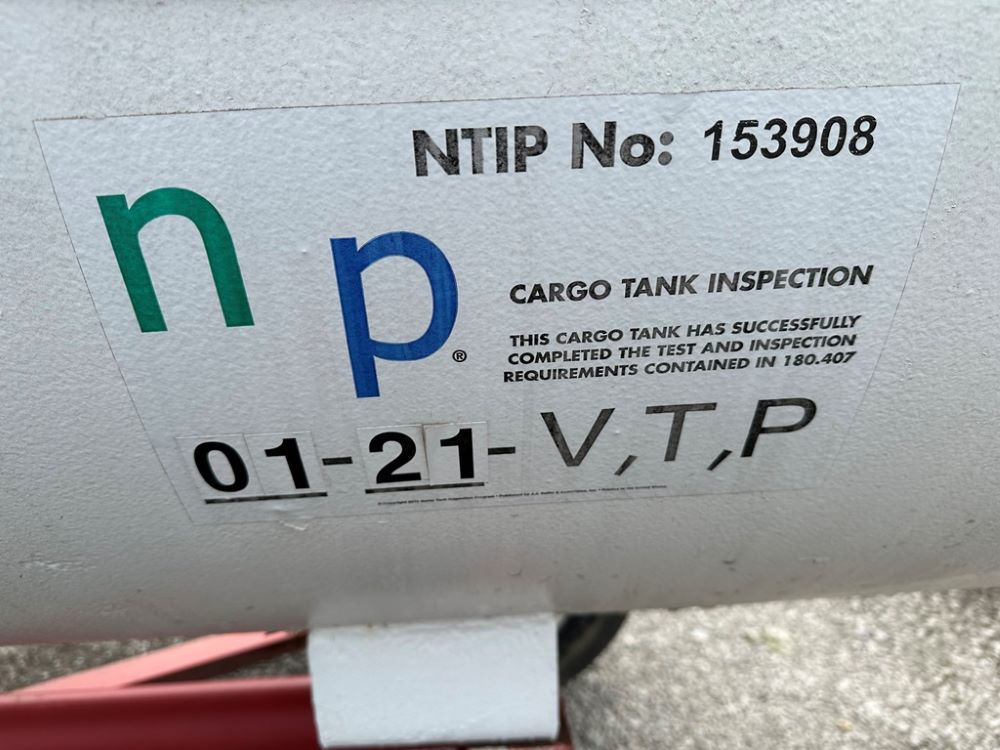 NTIP No: 153908
n p®
CARGO TANK INSPECTION
THIS CARGO TANK HAS SUCCESSFULLY
COMPLETED THE TEST AND INSPECTION
REQUIREMENTS CONTAINED IN 180.407
01-21-V,T,P